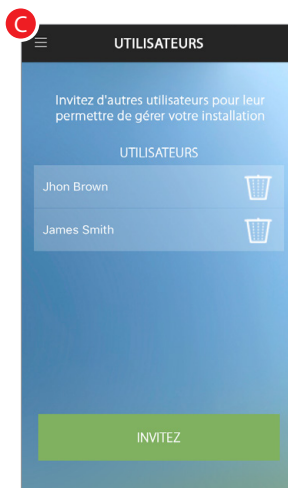 C
UTILISATEURS
Invitez d'autres utilisateurs pour leur
permettre de gérer votre installation
UTILISATEURS
Jhon Brown
James Smith
INVITEZ